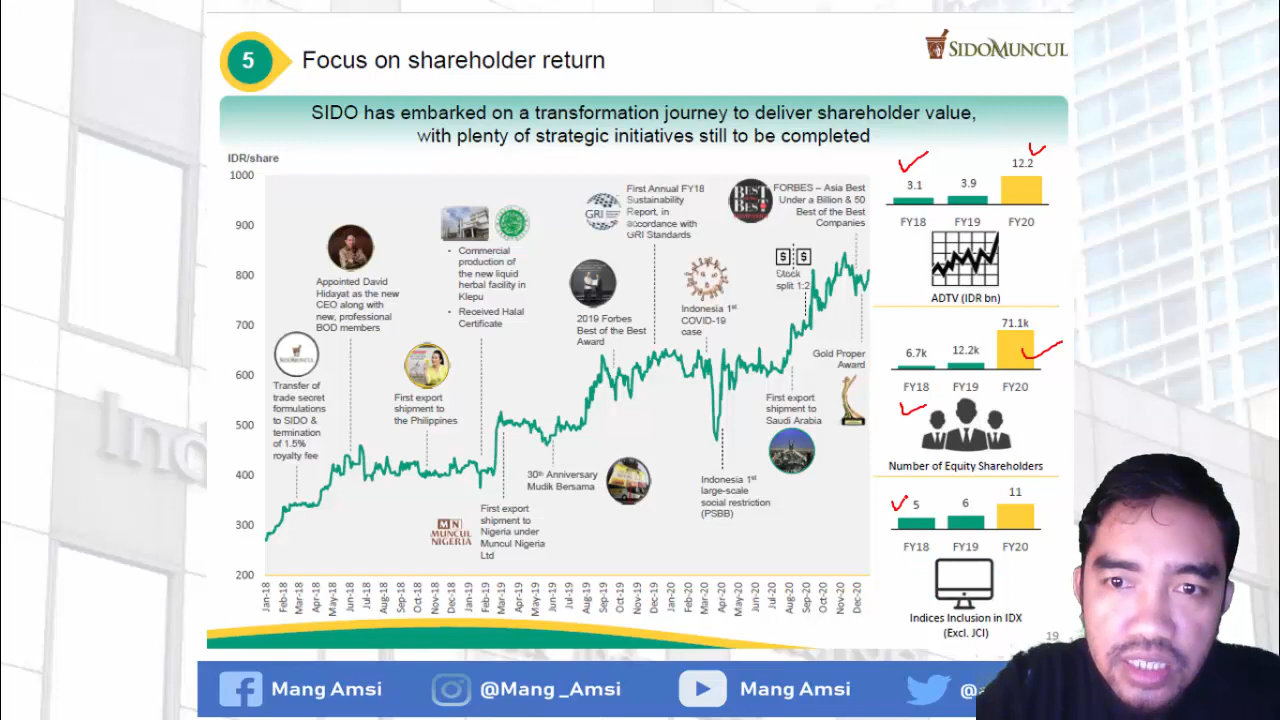 5
Focus on shareholder return
SIDOMUNCUL
SIDO has embarked on a transformation journey to deliver shareholder value,
with plenty of strategic initiatives still to be completed
IDR/share
1000
900
800
700
600
500
400
300
200
Transfer of
trade secret
formulations
to SIDO &
termination
of 1.5%
royalty fee
Appointed David
Hidayat as the new
CEO along with
new, professional
BOD members
First export
shipment to
the Philippines
• Commercial
production of
the new liquid
herbal facility in
Klepu
• Received Halal
Certificate
MUNCUL
NIGERIA
First export
shipment to
Nigeria under
Muncul Nigeria
Ltd
30th Anniversary
Mudik Bersama
2019 Forbes
Best of the Best
Award
GRI
First Annual FY18
Sustainability
Report, in
accordance with
GRI Standards
Indonesia 1st
COVID-19
case
Indonesia 1st
large-scale
social restriction
(PSBB)
First export
shipment to
Saudi Arabia
$ $
Stock
split 1:2
BEST
OF THE
BEST
FORBES – Asia Best
Under a Billion & 50
Best of the Best
Companies
Gold Proper
Award
Jan-18
Feb-18
Mar-18
Apr-18
May-18
Jun-18
Jul-18
Aug-18
Sep-18
Oct-18
Nov-18
Dec-18
Jan-19
Feb-19
Mar-19
Apr-19
May-19
Jun-19
Jul-19
Aug-19
Sep-19
Oct-19
Nov-19
Dec-19
Jan-20
Feb-20
Mar-20
Apr-20
May-20
Jun-20
Jul-20
Aug-20
Sep-20
Oct-20
Nov-20
Dec-20
3.1 3.9 12.2
FY18 FY19 FY20
ADTV (IDR bn)
6.7k 12.2k 71.1k
FY18 FY19 FY20
Number of Equity Shareholders
5 6 11
FY18 FY19 FY20
Indices Inclusion in IDX
(Excl. JCI)
19
Mang Amsi
@Mang _Amsi
Mang Amsi